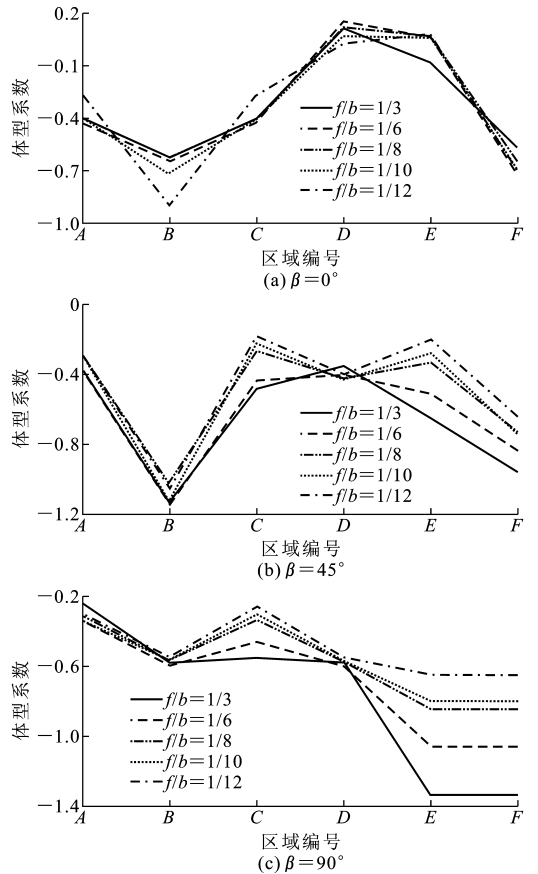 0.2
−0.1
−0.4
−0.7
−1.0
体型系数
f/b=1/3
f/b=1/6
f/b=1/8
f/b=1/10
f/b=1/12
A B C D E F
区域编号
(a) β=0°
0
−0.4
−0.8
−1.2
体型系数
f/b=1/3
f/b=1/6
f/b=1/8
f/b=1/10
f/b=1/12
A B C D E F
区域编号
(b) β=45°
−0.2
−0.6
−1.0
−1.4
体型系数
f/b=1/3
f/b=1/6
f/b=1/8
f/b=1/10
f/b=1/12
A B C D E F
区域编号
(c) β=90°